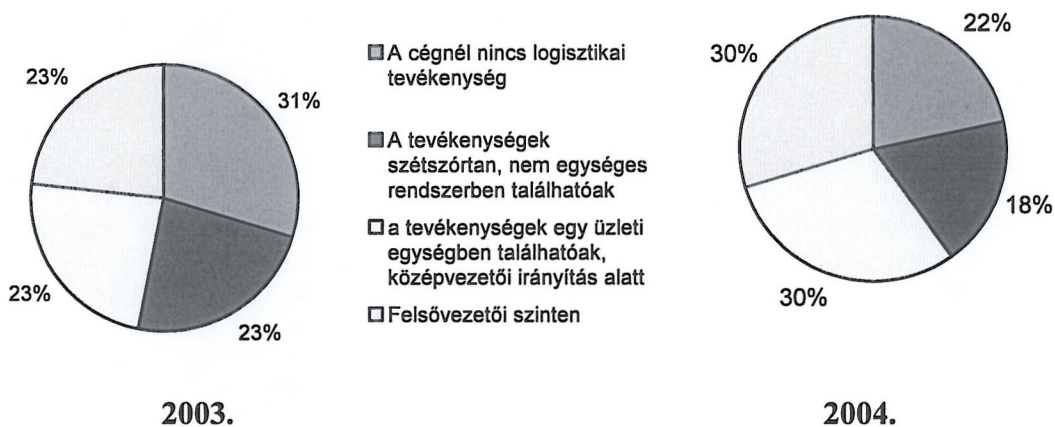 23%
31%
23%
23%
A cégnél nincs logisztikai
tevékenység
A tevékenységek
szétszórtan, nem egységes
rendszerben találhatóak
a tevékenységek egy üzleti
egységben találhatóak,
középvezetői irányítás alatt
Felsővezetői szinten
30%
22%
18%
30%
2003.
2004.